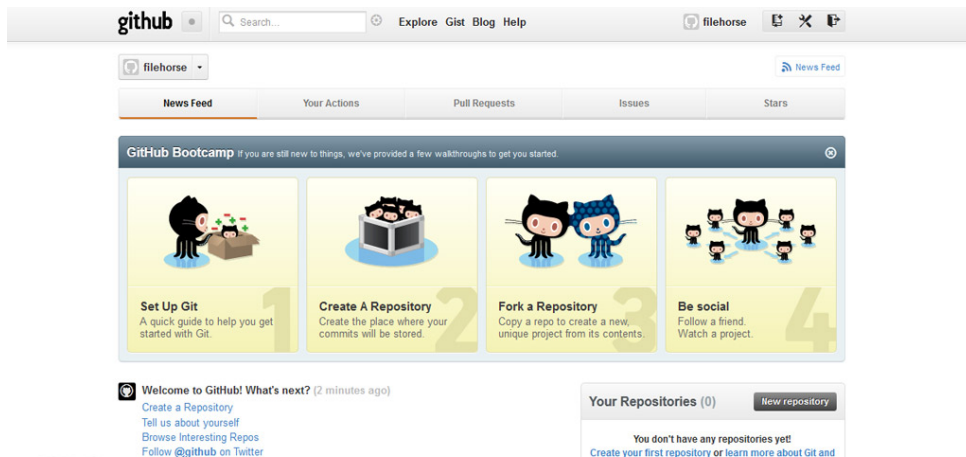 github Search... Explore Gist Blog Help filehorse
filehorse
News Feed
News Feed Your Actions Pull Requests Issues Stars
GitHub Bootcamp If you are still new to things, we've provided a few walkthroughs to get you started.
1
Set Up Git
A quick guide to help you get
started with Git.
2
Create A Repository
Create the place where your
commits will be stored.
3
Fork a Repository
Copy a repo to create a new,
unique project from its contents.
4
Be social
Follow a friend.
Watch a project.
Welcome to GitHub! What's next? (2 minutes ago)
Create a Repository
Tell us about yourself
Browse Interesting Repos
Follow @github on Twitter
Your Repositories (0) New repository
You don't have any repositories yet!
Create your first repository or learn more about Git and